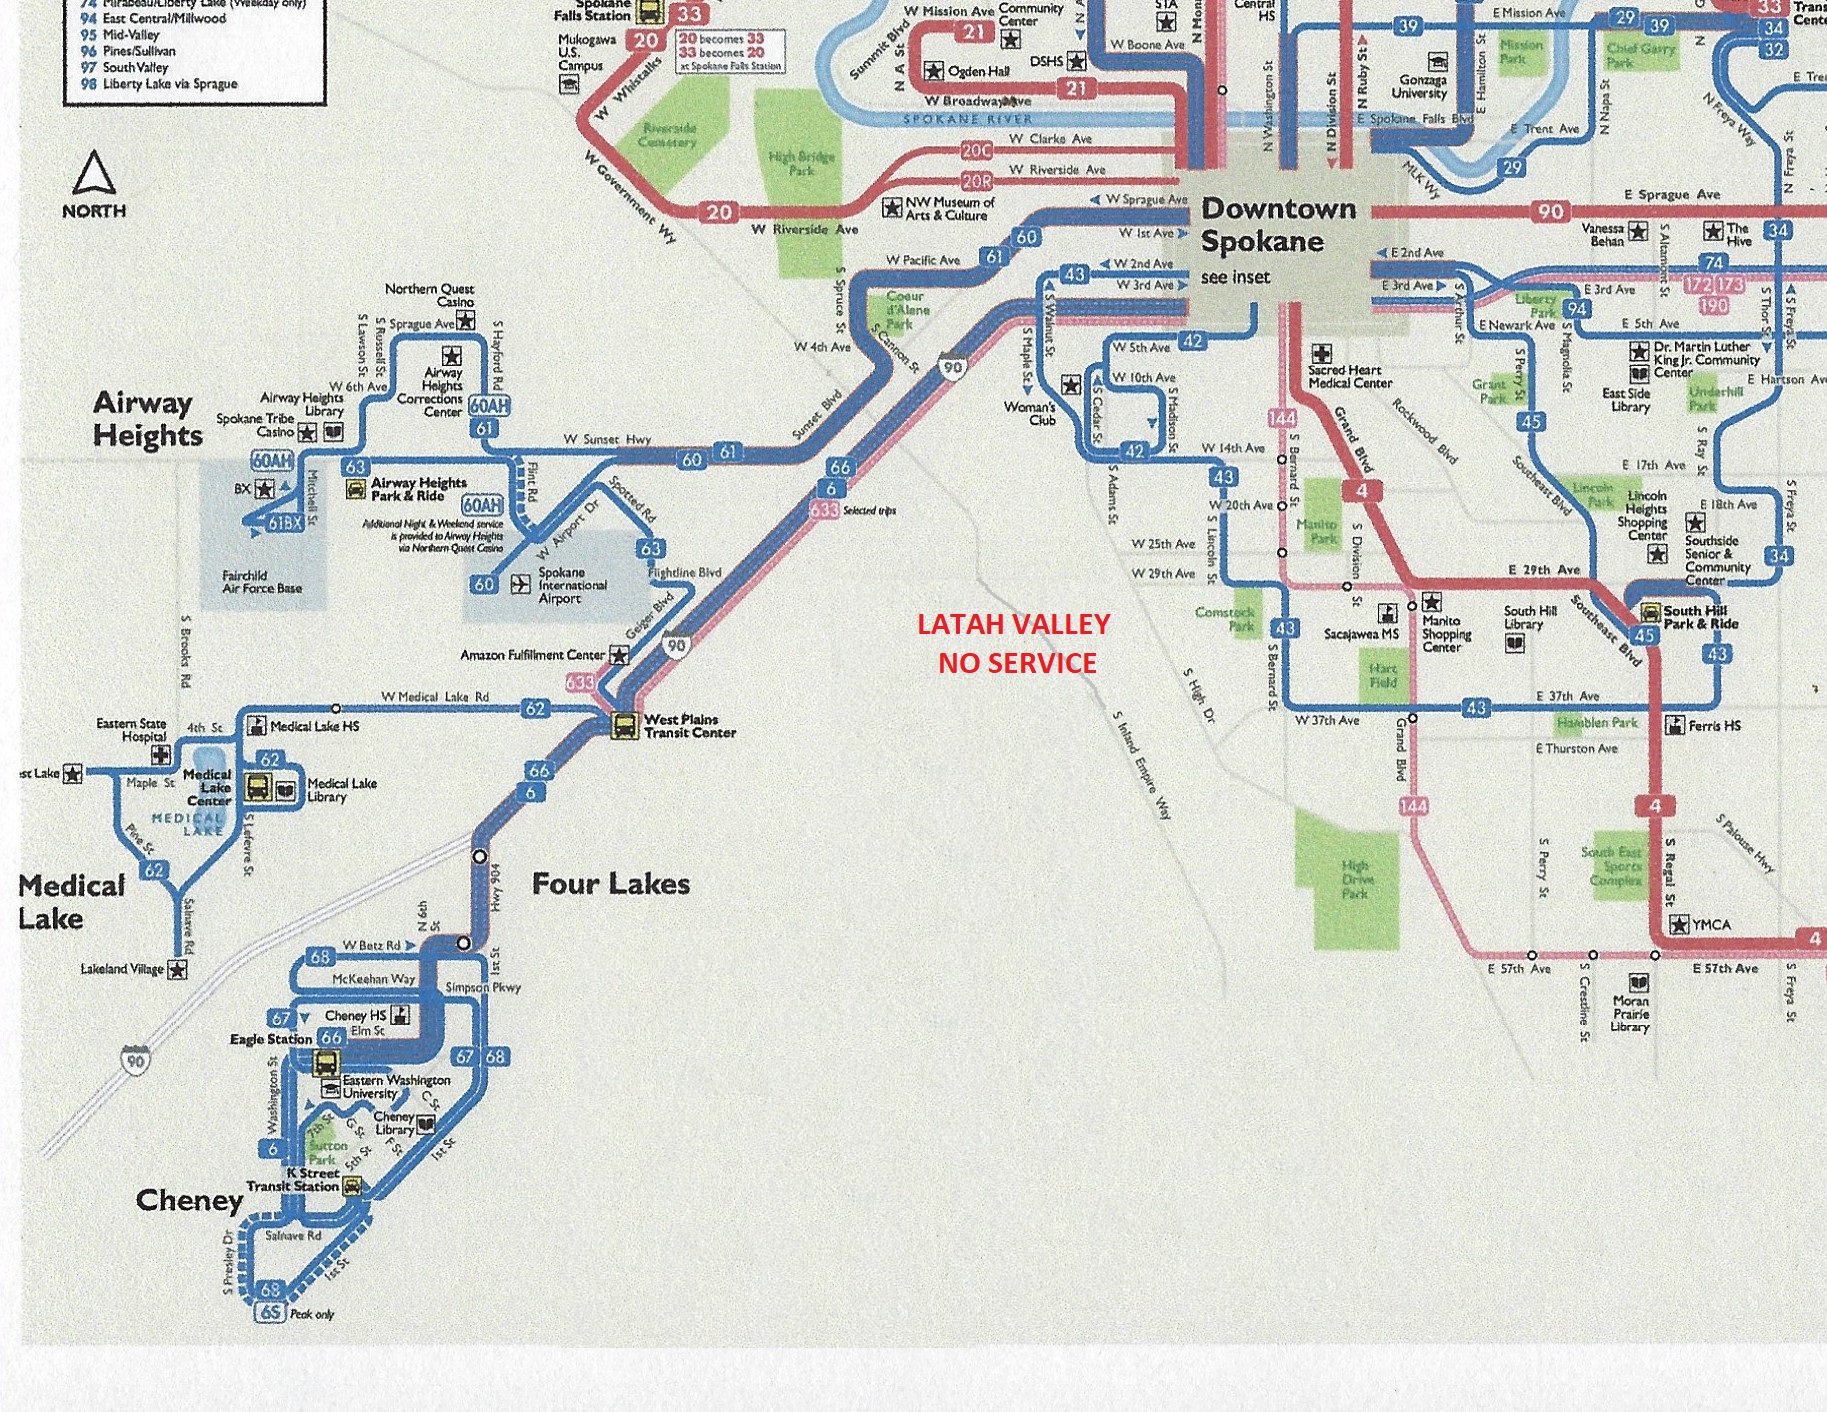 74 Mirabeau/Liberty Lake (Weekday only)
94 East Central/Millwood
95 Mid-Valley
96 Pines/Sullivan
97 South Valley
98 Liberty Lake via Sprague
NORTH
Spokane
Falls Station
33
Mukogawa
U.S.
Campus
20
20 becomes 33
33 becomes 20
at Spokane Falls Station
W Whistalks
W Government Wy
Riverside
Cemetery
High Bridge
Park
20
W Riverside Ave
Summit Blvd
N A St
W Mission Ave
21
Community
Center
Ogden Hall
DSHS
W Boone Ave
STA
21
W Broadway Ave
SPOKANE RIVER
W Clarke Ave
20C
W Riverside Ave
20R
NW Museum of
Arts & Culture
Central
HS
N Washington St
N Division St
N Ruby St
39
Gonzaga
University
E Hamilton St
E Mission Ave
Mission
Park
29
39
Chief Garry
Park
33
34
32
N Napa St
N Freya Way
N Freya St
E Spokane Falls Blvd
E Trent Ave
29
MLK Wy
Downtown
Spokane
see inset
W Sprague Ave
W 1st Ave
60
61
W Pacific Ave
43
W 2nd Ave
W 3rd Ave
E Sprague Ave
90
Vanessa
Behan
S Altamont St
The
Hive
34
E 2nd Ave
E 3rd Ave
74
E 3rd Ave
172
173
190
S Arthur St
Liberty
Park
94
E Newark Ave
E 5th Ave
S Thor St
S Freya St
S Perry St
S Magnolia St
Dr. Martin Luther
King Jr. Community
Center
East Side
Library
Grant
Park
Underhill
Park
E Hartson Ave
45
Southeast Blvd
S Ray St
E 17th Ave
Lincoln
Park
Lincoln
Heights
Shopping
Center
E 18th Ave
S Freya St
Southside
Senior &
Community
Center
34
S Spruce St
Coeur
d'Alene
Park
S Cannon St
W 4th Ave
Sunset Blvd
90
S Walnut St
S Maple St
Woman's
Club
W 5th Ave
42
W 10th Ave
S Cedar St
S Madison St
42
W 14th Ave
43
S Adams St
W 20th Ave
S Lincoln St
W 25th Ave
W 29th Ave
Comstock
Park
43
S Bernard St
144
S Bernard St
Sacred Heart
Medical Center
Grand Blvd
Rockwood Blvd
4
Manito
Park
S Division St
E 29th Ave
Sacajawea MS
Manito
Shopping
Center
South Hill
Library
Southeast Blvd
45
South Hill
Park & Ride
43
Hart
Field
W 37th Ave
43
E 37th Ave
Grand Blvd
Hamblen Park
E Thurston Ave
Ferris HS
144
4
High
Drive
Park
S Perry St
South East
Sports
Complex
S Regal St
S Palouse Hwy
YMCA
4
E 57th Ave
E 57th Ave
S Crestline St
Moran
Prairie
Library
S Freya St
S High Dr
S Inland Empire Way
LATAH VALLEY
NO SERVICE
Northern Quest
Casino
Sprague Ave
S Lawson St
S Russell St
S Hayford Rd
W 6th Ave
Airway
Heights
Corrections
Center
Airway
Heights
Airway Heights
Library
Spokane Tribe
Casino
60AH
61
60AH
63
Airway Heights
Park & Ride
BX
61BX
Mitchell St
Fairchild
Air Force Base
60AH
Additional Night & Weekend service
is provided to Airway Heights
via Northern Quest Casino
Flint Rd
W Sunset Hwy
60
61
Spotted Rd
W Airport Dr
60
Spokane
International
Airport
63
Flightline Blvd
Geiger Blvd
66
6
633
Selected trips
90
Amazon Fulfillment Center
633
West Plains
Transit Center
S Brooks Rd
W Medical Lake Rd
62
Eastern State
Hospital
4th St
Medical Lake HS
62
st Lake
Maple St
Medical
Lake
Center
Medical Lake
Library
MEDICAL
LAKE
S Lefevre St
Pine St
62
Medical
Lake
Salnave Rd
Lakeland Village
66
6
Four Lakes
Hwy 904
N 6th
St
W Betz Rd
68
McKeehan Way
1st St
Simpson Pkwy
67
Cheney HS
Elm St
Eagle Station
66
67
68
Eastern Washington
University
Washington St
C St
Cheney
Library
7th St
G St
F St
5th St
Sutton
Park
6
K Street
Transit Station
1st St
Cheney
Salnave Rd
S Presley Dr
1st St
68
6S
Peak only
90